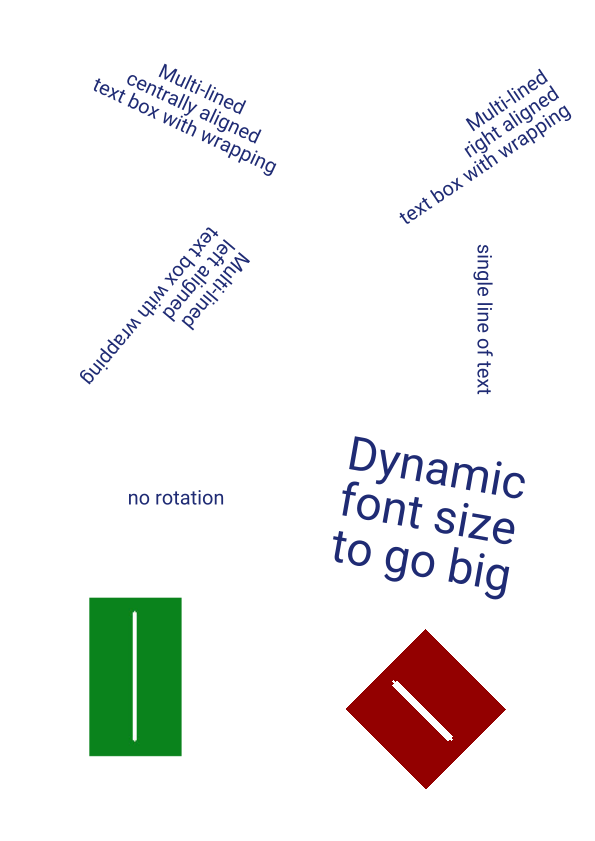 Multi-lined
centrally aligned
text box with wrapping
Multi-lined
right aligned
text box with wrapping
Multi-lined
left aligned
text box with wrapping
single line of text
no rotation
Dynamic
font size
to go big